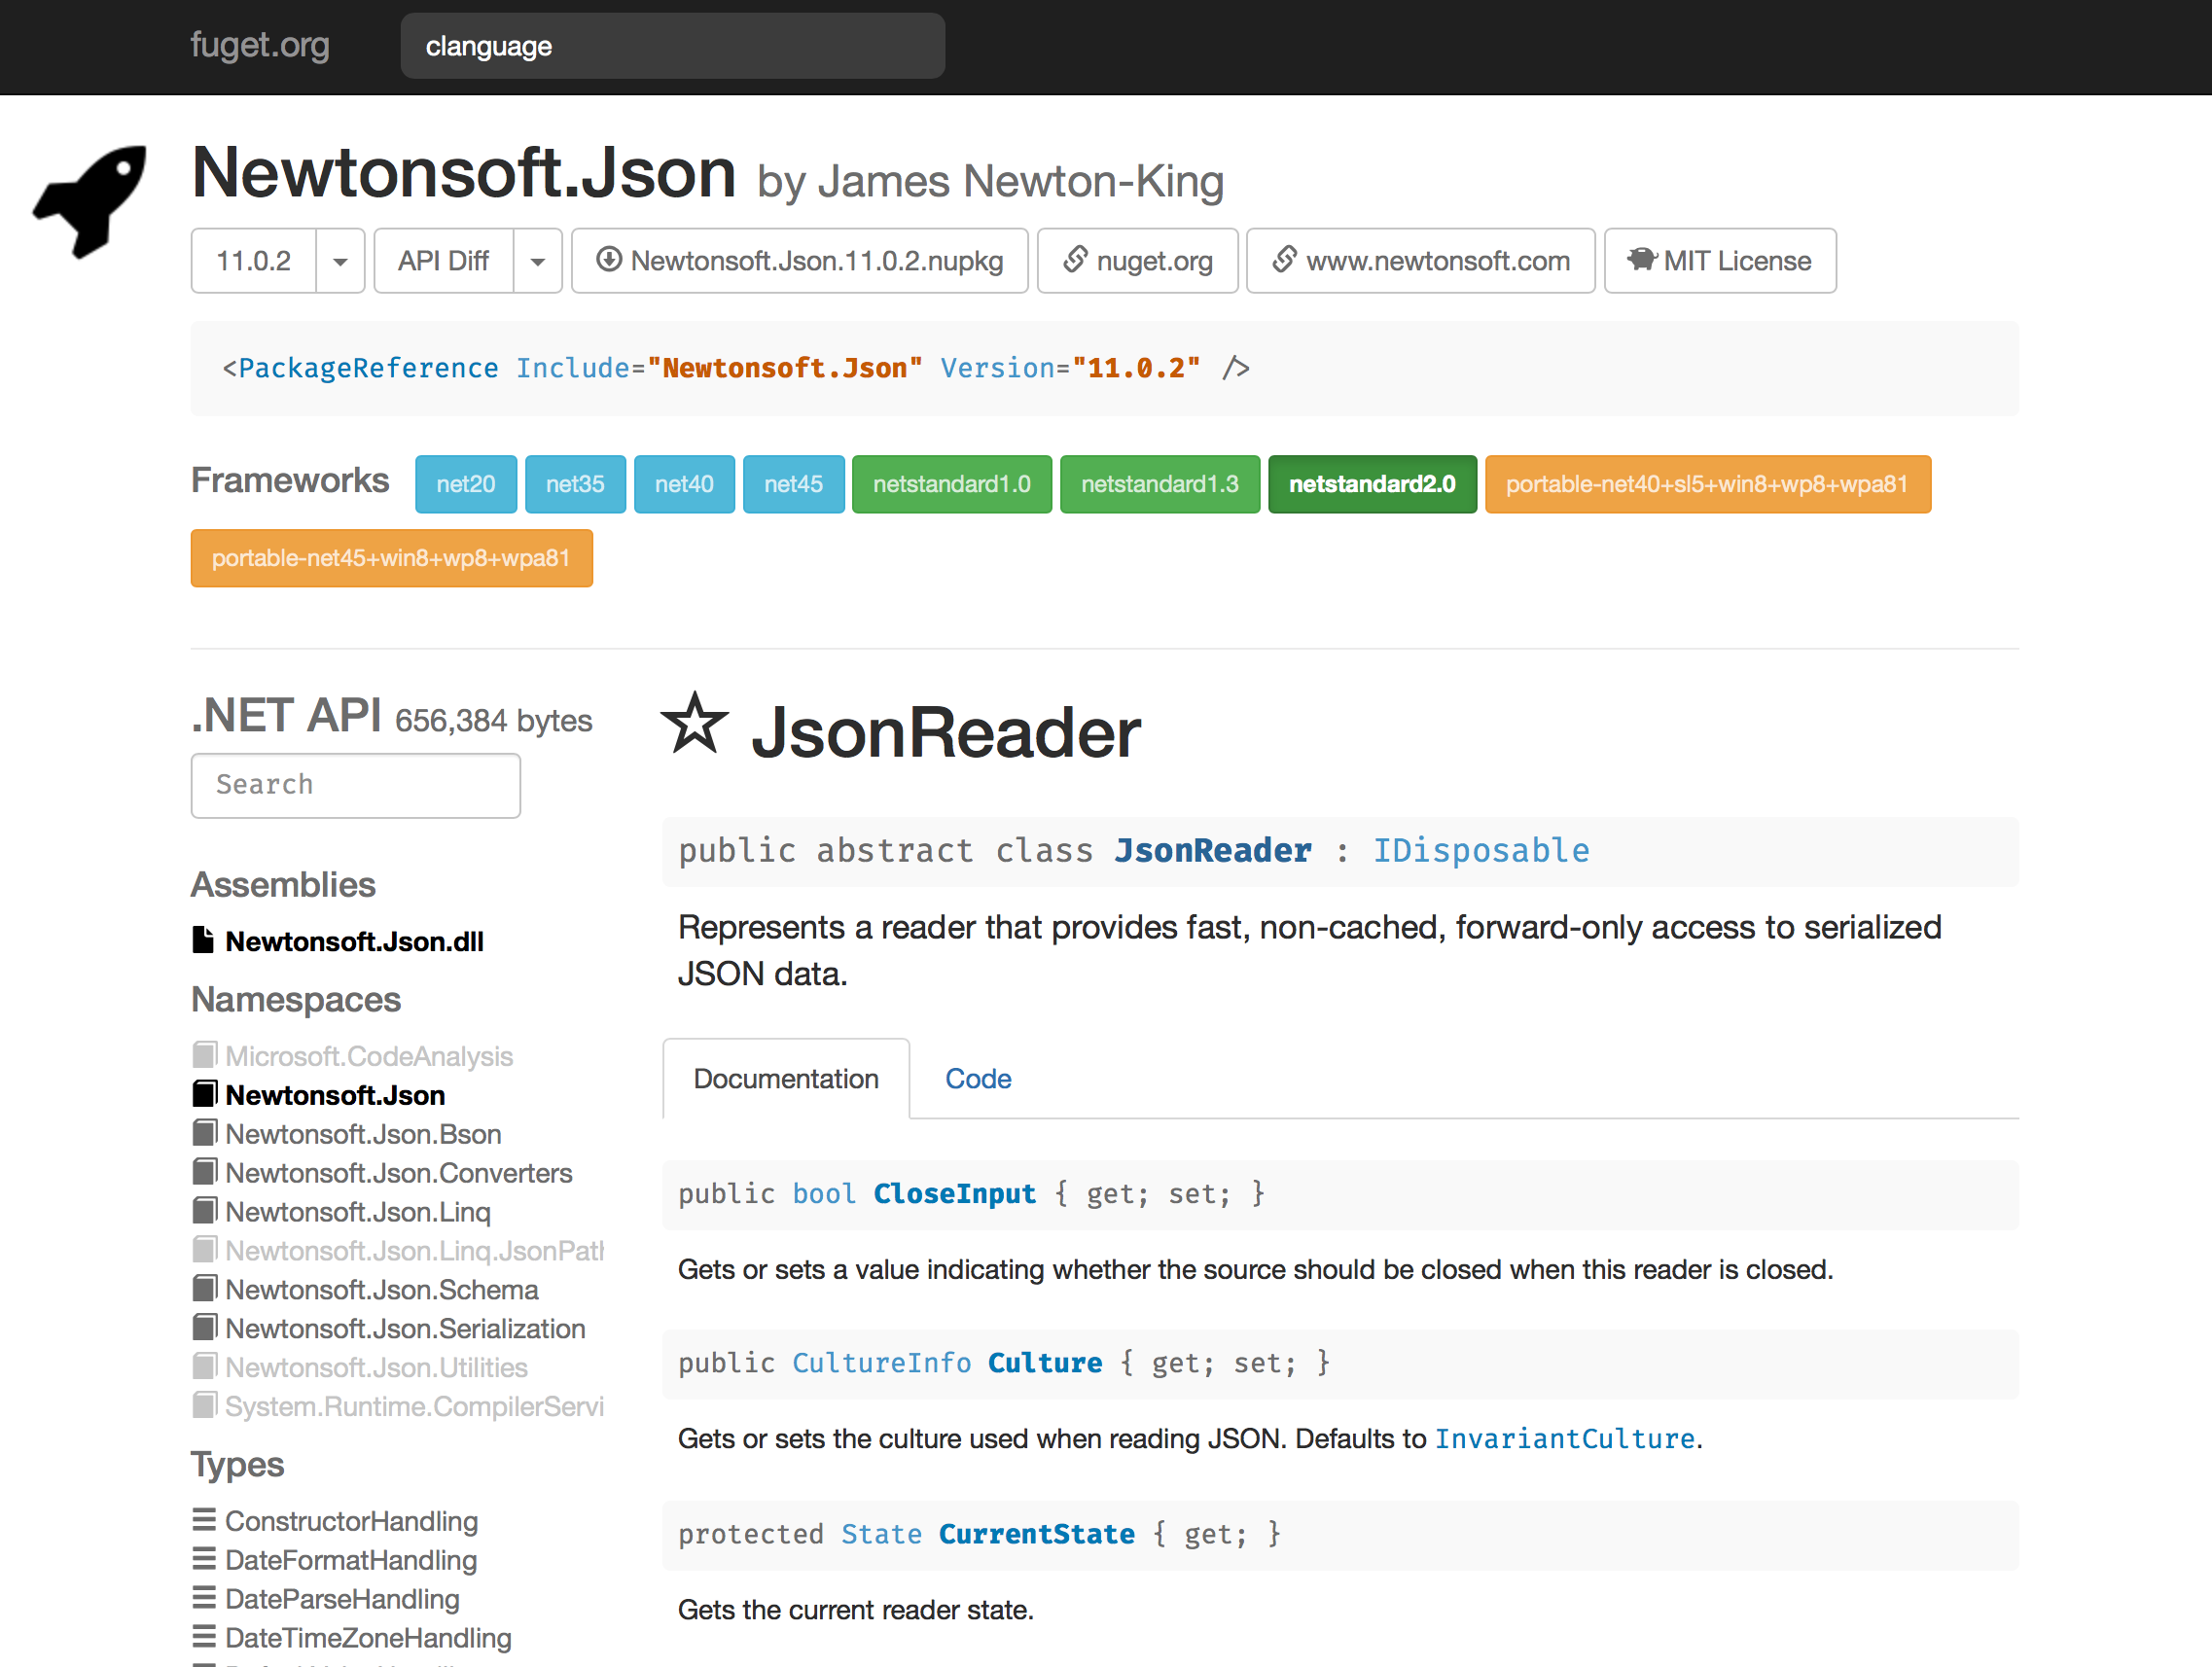 fuget.org clanguage
Newtonsoft.Json by James Newton-King
11.0.2 API Diff Newtonsoft.Json.11.0.2.nupkg nuget.org www.newtonsoft.com MIT License
<PackageReference Include="Newtonsoft.Json" Version="11.0.2" />
Frameworks net20 net35 net40 net45 netstandard1.0 netstandard1.3 netstandard2.0 portable-net40+sl5+win8+wp8+wpa81
portable-net45+win8+wp8+wpa81
.NET API 656,384 bytes
Search
Assemblies
Newtonsoft.Json.dll
Namespaces
Microsoft.CodeAnalysis
Newtonsoft.Json
Newtonsoft.Json.Bson
Newtonsoft.Json.Converters
Newtonsoft.Json.Linq
Newtonsoft.Json.Linq.JsonPath
Newtonsoft.Json.Schema
Newtonsoft.Json.Serialization
Newtonsoft.Json.Utilities
System.Runtime.CompilerServi
Types
ConstructorHandling
DateFormatHandling
DateParseHandling
DateTimeZoneHandling
JsonReader
public abstract class JsonReader : IDisposable
Represents a reader that provides fast, non-cached, forward-only access to serialized
JSON data.
Documentation Code
public bool CloseInput { get; set; }
Gets or sets a value indicating whether the source should be closed when this reader is closed.
public CultureInfo Culture { get; set; }
Gets or sets the culture used when reading JSON. Defaults to InvariantCulture.
protected State CurrentState { get; }
Gets the current reader state.